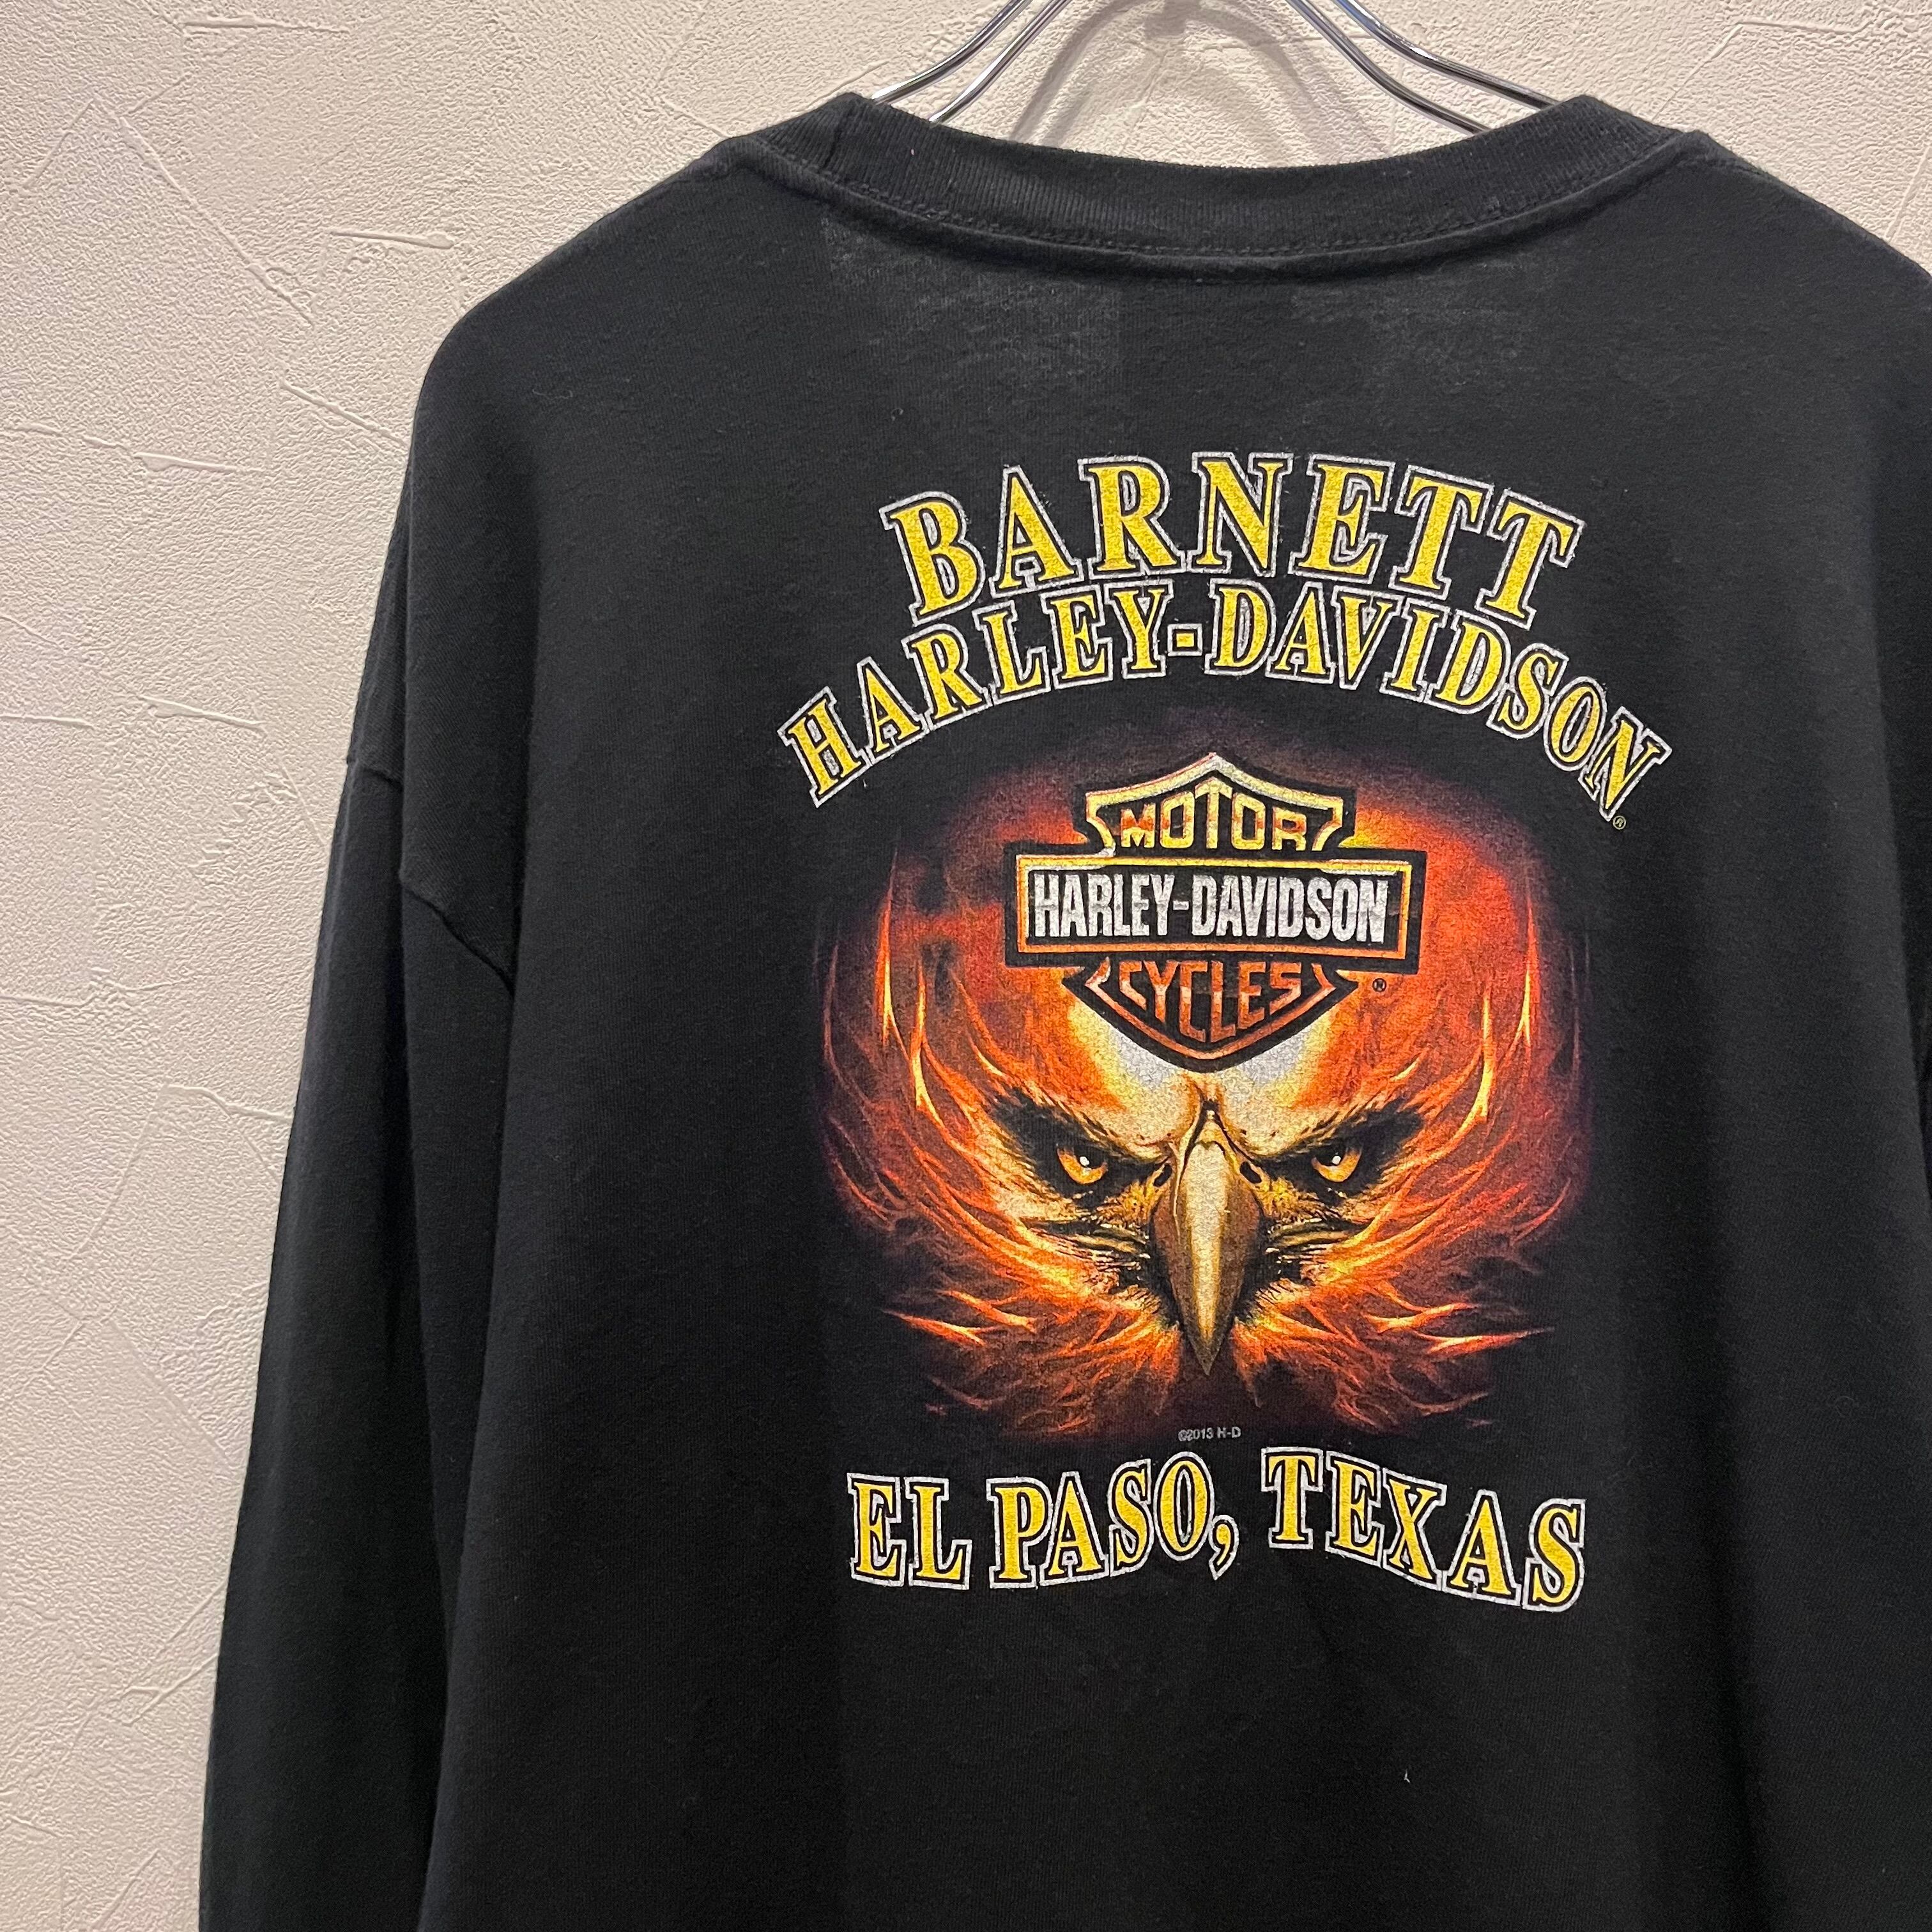 BARNETT
HARLEY-DAVIDSON®
MOTOR
HARLEY-DAVIDSON
CYCLES®
©2013 H-D
EL PASO, TEXAS